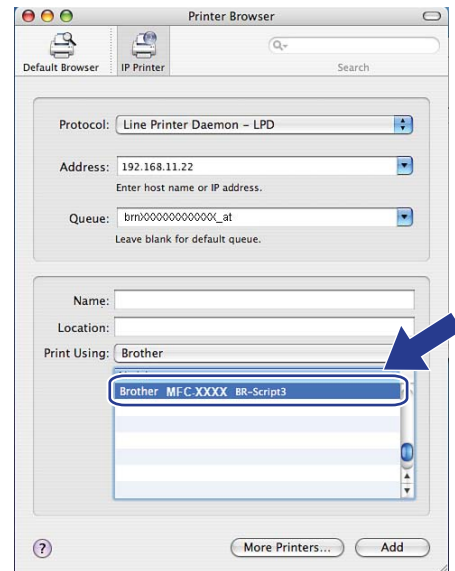 Printer Browser
Default Browser
IP Printer
Search
Protocol: Line Printer Daemon – LPD
Address: 192.168.11.22
Enter host name or IP address.
Queue: brnXXXXXXXXXXXX_at
Leave blank for default queue.
Name:
Location:
Print Using: Brother
Brother MFC-XXXX BR-Script3
?
More Printers... Add